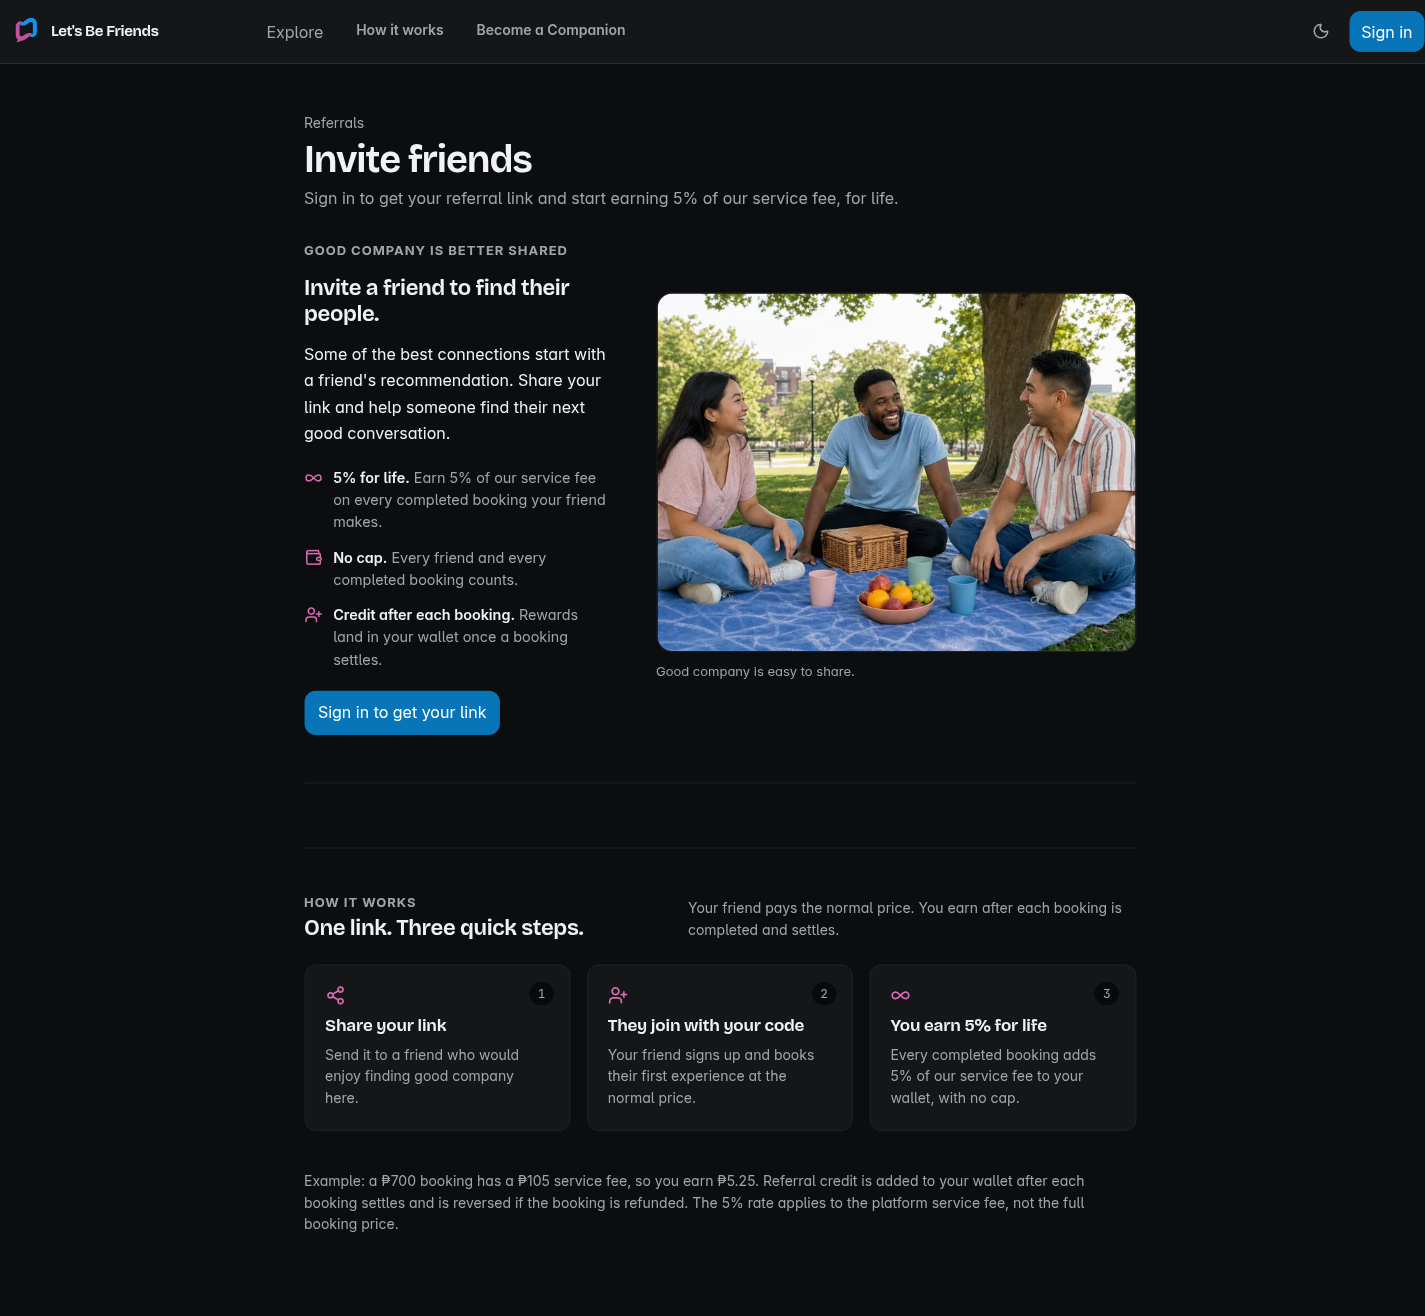 Let's Be Friends
Explore
How it works
Become a Companion
Sign in
Referrals
Invite friends
Sign in to get your referral link and start earning 5% of our service fee, for life.
GOOD COMPANY IS BETTER SHARED
Invite a friend to find their
people.
Some of the best connections start with
a friend's recommendation. Share your
link and help someone find their next
good conversation.
5% for life. Earn 5% of our service fee
on every completed booking your friend
makes.
No cap. Every friend and every
completed booking counts.
Credit after each booking. Rewards
land in your wallet once a booking
settles.
Sign in to get your link
Good company is easy to share.
HOW IT WORKS
One link. Three quick steps.
Your friend pays the normal price. You earn after each booking is
completed and settles.
1
Share your link
Send it to a friend who would
enjoy finding good company
here.
2
They join with your code
Your friend signs up and books
their first experience at the
normal price.
3
You earn 5% for life
Every completed booking adds
5% of our service fee to your
wallet, with no cap.
Example: a ₱700 booking has a ₱105 service fee, so you earn ₱5.25. Referral credit is added to your wallet after each
booking settles and is reversed if the booking is refunded. The 5% rate applies to the platform service fee, not the full
booking price.